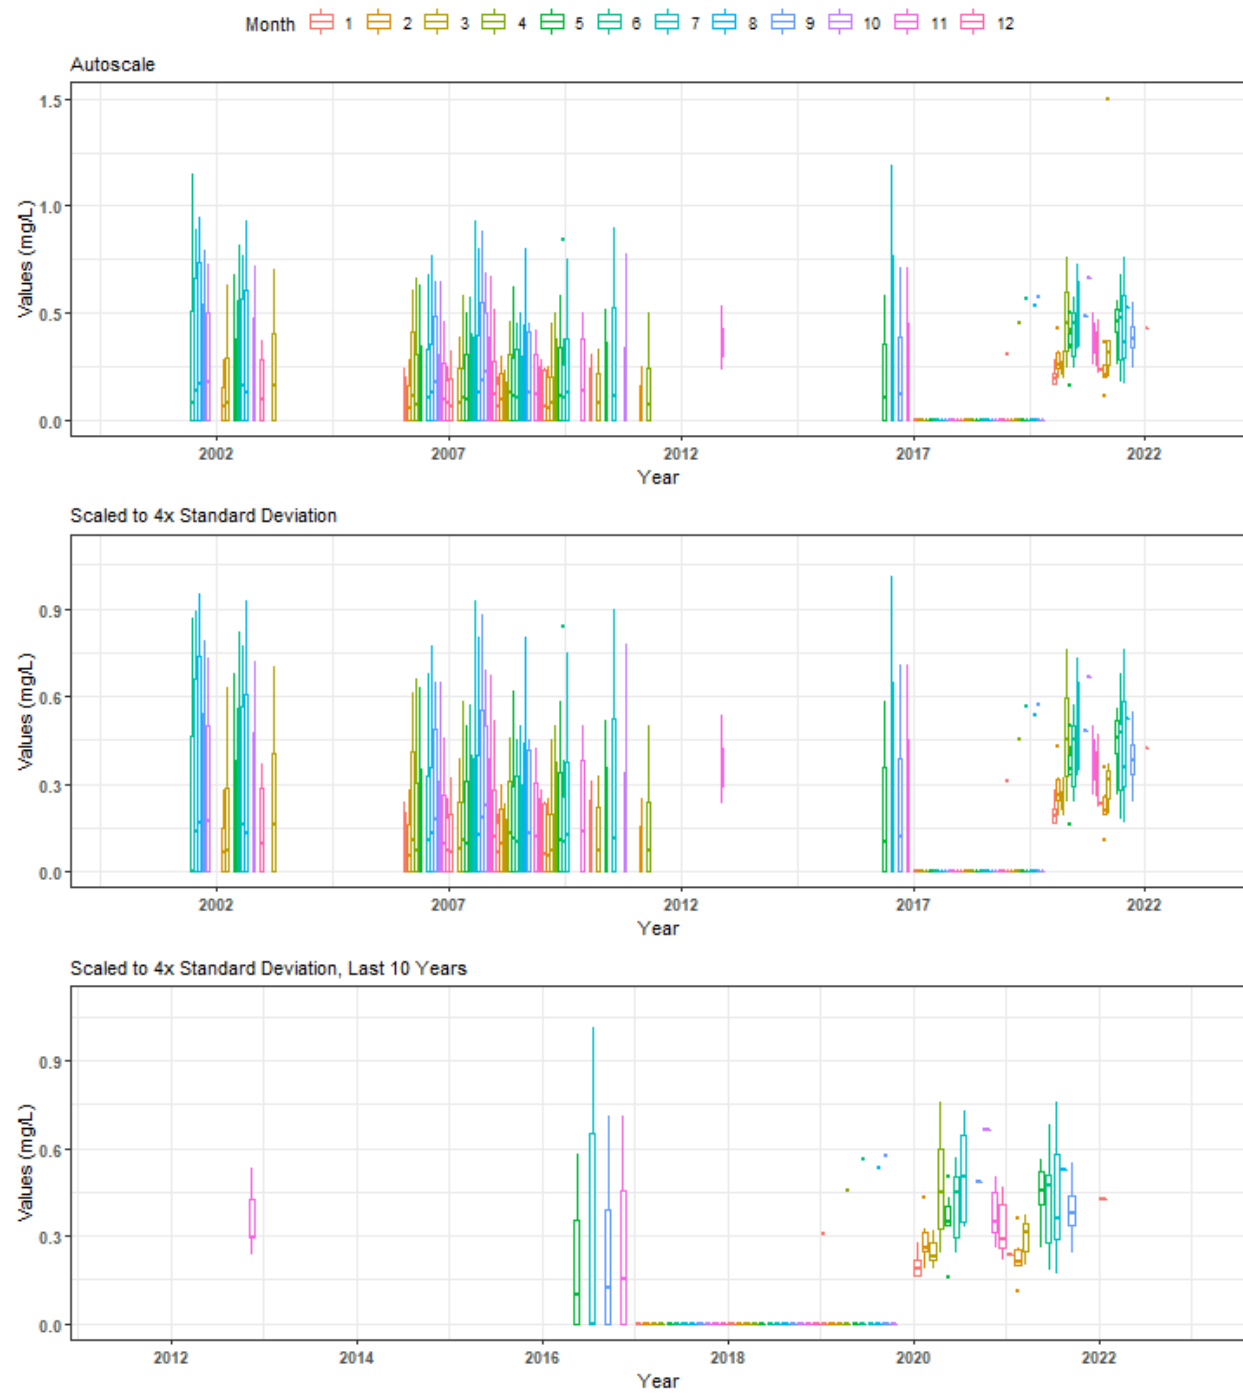 Month 1 2 3 4 5 6 7 8 9 10 11 12
Autoscale
1.5
1.0
0.5
0.0
Values (mg/L)
2002 2007 2012 2017 2022
Year
Scaled to 4x Standard Deviation
0.9
0.6
0.3
0.0
Values (mg/L)
2002 2007 2012 2017 2022
Year
Scaled to 4x Standard Deviation, Last 10 Years
0.9
0.6
0.3
0.0
Values (mg/L)
2012 2014 2016 2018 2020 2022
Year